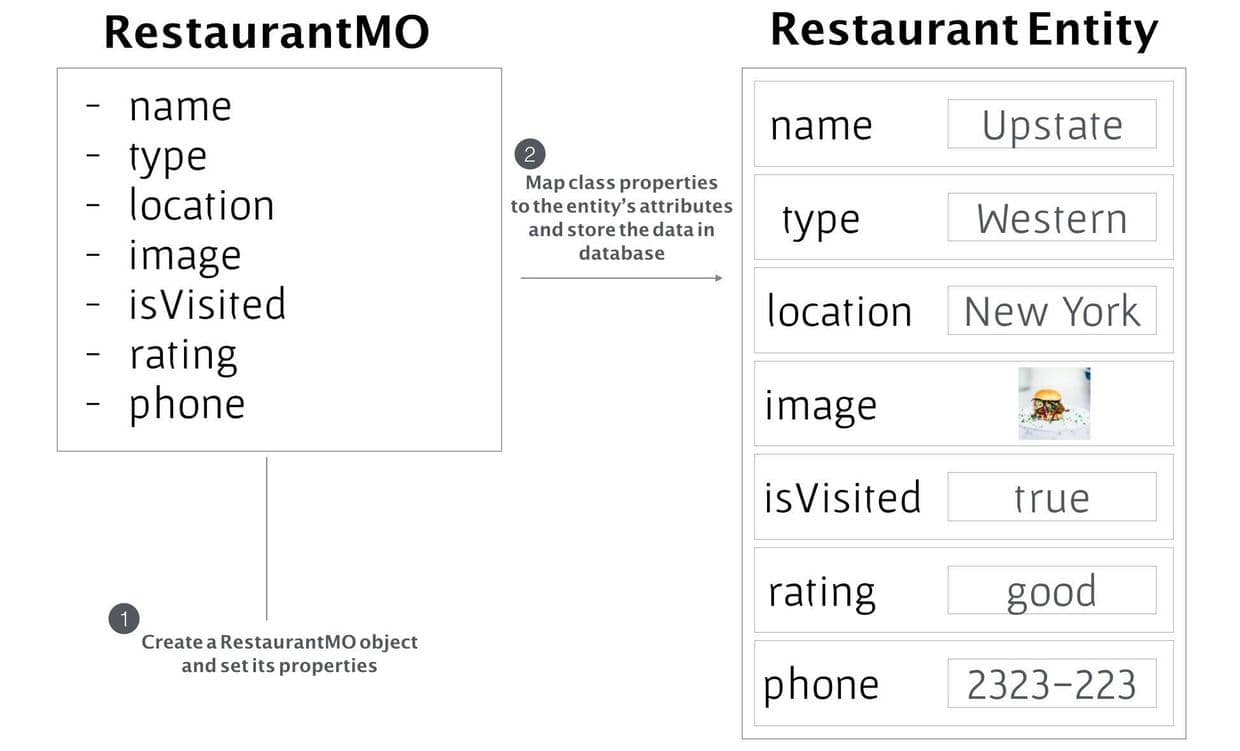 RestaurantMO
- name
- type
- location
- image
- isVisited
- rating
- phone
1
Create a RestaurantMO object
and set its properties
2
Map class properties
to the entity's attributes
and store the data in
database
Restaurant Entity
name Upstate
type Western
location New York
image
isVisited true
rating good
phone 2323-223